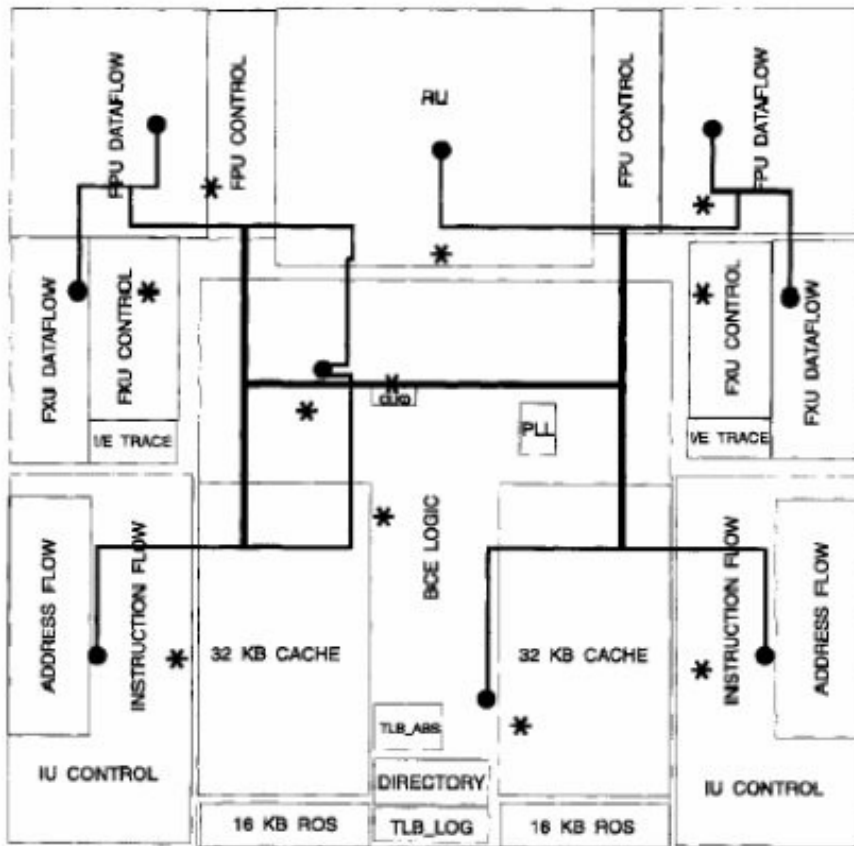 FPU DATAFLOW
FPU CONTROL
RU
FPU CONTROL
FPU DATAFLOW
FXU DATAFLOW
FXU CONTROL
FXU CONTROL
FXU DATAFLOW
PLL
I/E TRACE
I/E TRACE
ADDRESS FLOW
INSTRUCTION FLOW
BCE LOGIC
INSTRUCTION FLOW
ADDRESS FLOW
32 KB CACHE
32 KB CACHE
TLB_ABS
IU CONTROL
DIRECTORY
IU CONTROL
16 KB ROS
TLB_LOG
16 KB ROS